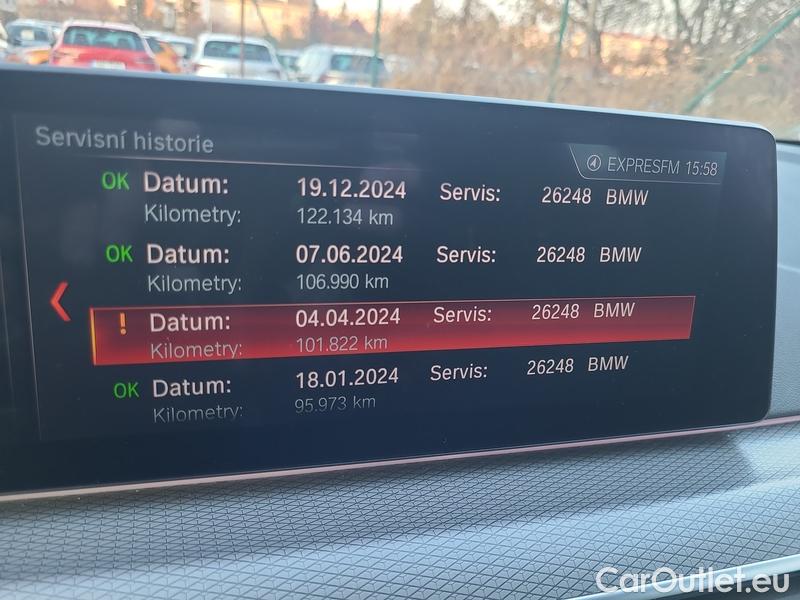 Servisní historie
EXPRESFM 15:58
OK Datum: 19.12.2024 Servis: 26248 BMW
Kilometry: 122.134 km
OK Datum: 07.06.2024 Servis: 26248 BMW
Kilometry: 106.990 km
! Datum: 04.04.2024 Servis: 26248 BMW
Kilometry: 101.822 km
OK Datum: 18.01.2024 Servis: 26248 BMW
Kilometry: 95.973 km
CarOutlet.eu